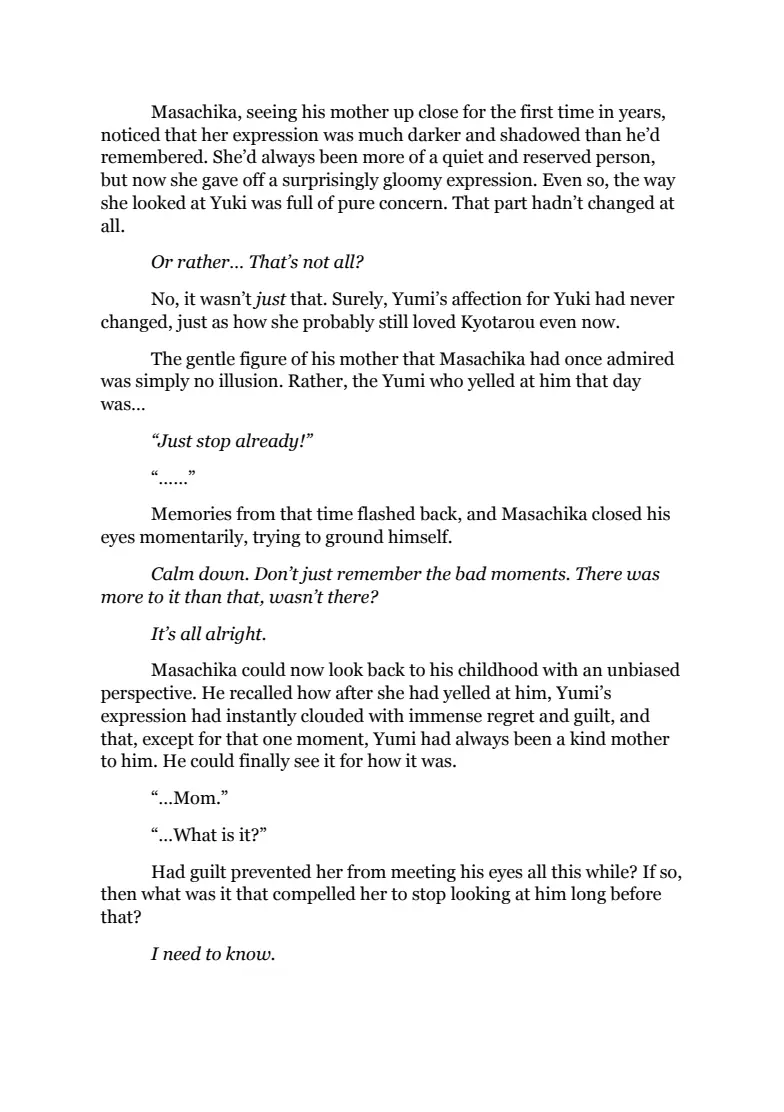 Masachika, seeing his mother up close for the first time in years,
noticed that her expression was much darker and shadowed than he’d
remembered. She’d always been more of a quiet and reserved person,
but now she gave off a surprisingly gloomy expression. Even so, the way
she looked at Yuki was full of pure concern. That part hadn’t changed at
all.
Or rather… That’s not all?
No, it wasn’t just that. Surely, Yumi’s affection for Yuki had never
changed, just as how she probably still loved Kyotarou even now.
The gentle figure of his mother that Masachika had once admired
was simply no illusion. Rather, the Yumi who yelled at him that day
was…
“Just stop already!”
“……”
Memories from that time flashed back, and Masachika closed his
eyes momentarily, trying to ground himself.
Calm down. Don’t just remember the bad moments. There was
more to it than that, wasn’t there?
It’s all alright.
Masachika could now look back to his childhood with an unbiased
perspective. He recalled how after she had yelled at him, Yumi’s
expression had instantly clouded with immense regret and guilt, and
that, except for that one moment, Yumi had always been a kind mother
to him. He could finally see it for how it was.
“…Mom.”
“…What is it?”
Had guilt prevented her from meeting his eyes all this while? If so,
then what was it that compelled her to stop looking at him long before
that?
I need to know.